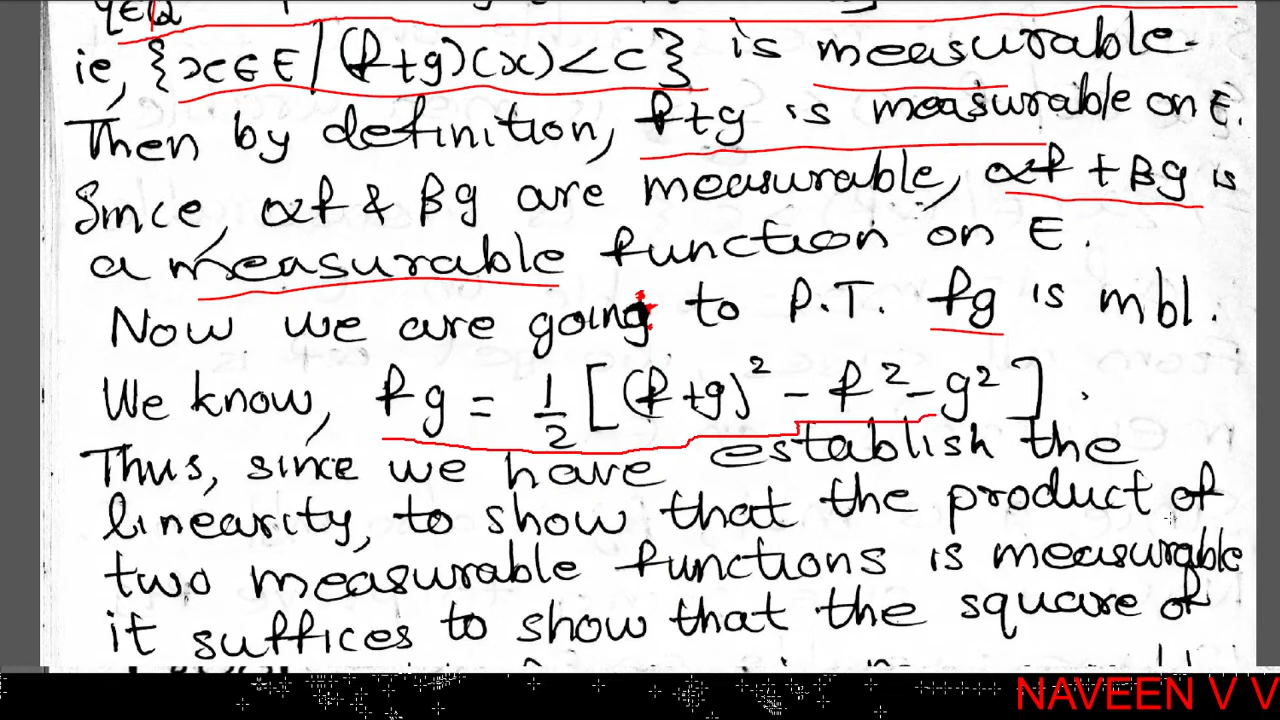 q∈Q
ie, {x∈E | (f+g)(x) < c} is measurable.
Then by definition, f+g is measurable on E.
Since, αf & βg are measurable, αf + βg is
a measurable function on E.
Now we are going to P.T. fg is mbl.
We know, fg = 1/2 [(f+g)² - f² - g²].
Thus, since we have establish the
linearity, to show that the product of
two measurable functions is measurable
it suffices to show that the square of
NAVEEN V V